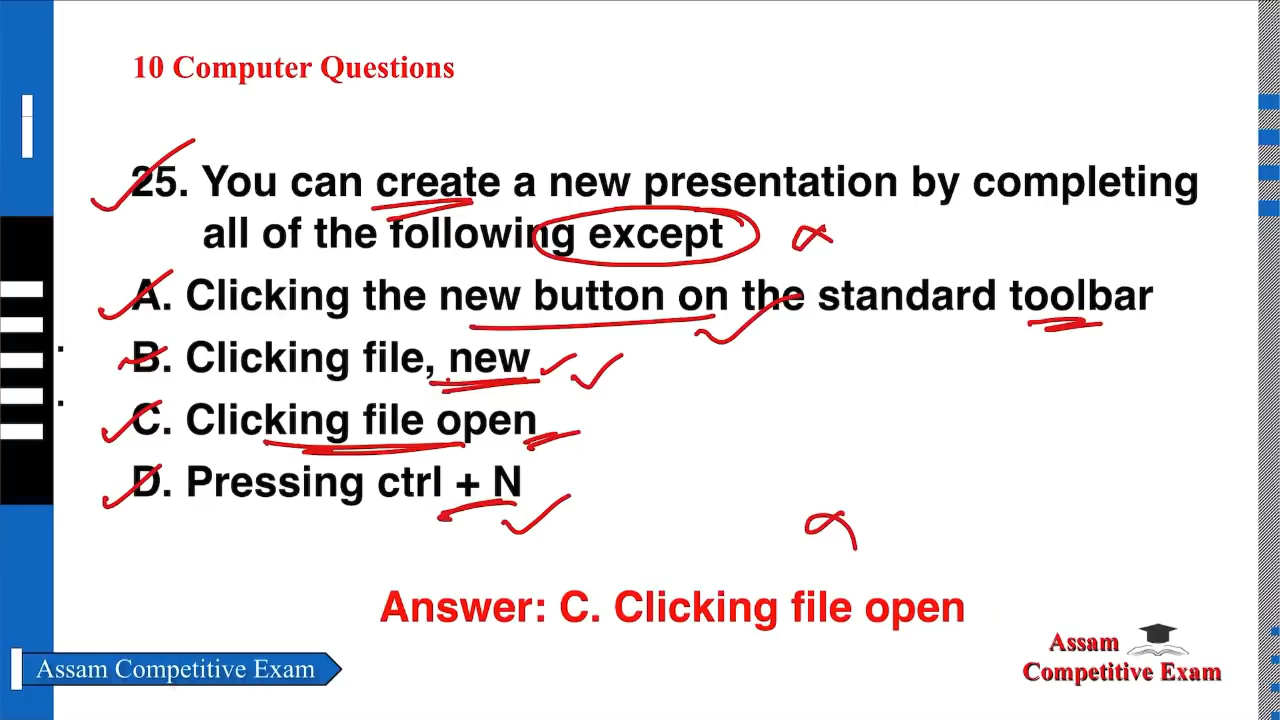 10 Computer Questions
25. You can create a new presentation by completing
all of the following except
A. Clicking the new button on the standard toolbar
B. Clicking file, new
C. Clicking file open
D. Pressing ctrl + N
Answer: C. Clicking file open
Assam Competitive Exam
Assam
Competitive Exam